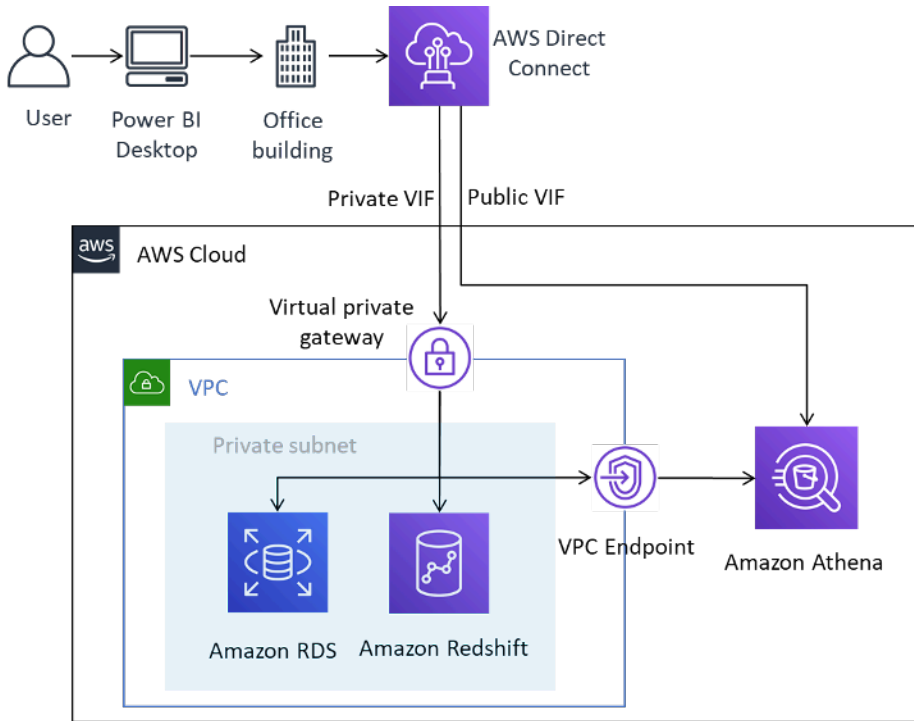 AWS Direct
Connect
User
Power BI
Desktop
Office
building
Private VIF
Public VIF
aws
AWS Cloud
Virtual private
gateway
VPC
Private subnet
VPC Endpoint
Amazon Athena
Amazon RDS
Amazon Redshift